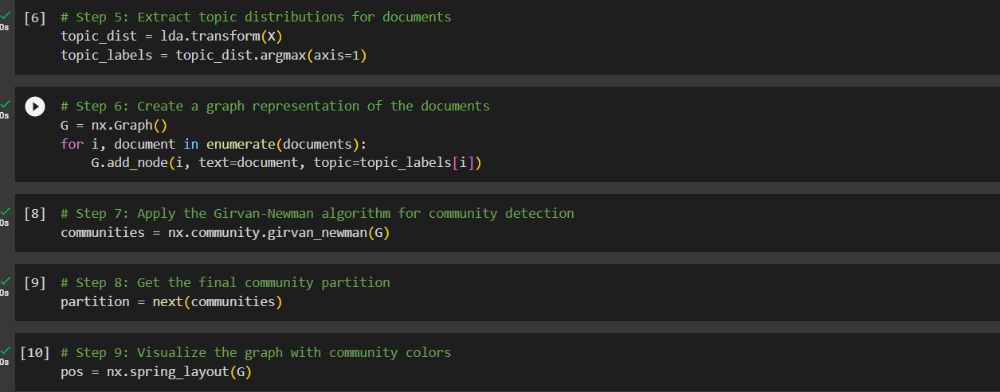 [6] # Step 5: Extract topic distributions for documents
0s topic_dist = lda.transform(X)
topic_labels = topic_dist.argmax(axis=1)
# Step 6: Create a graph representation of the documents
0s G = nx.Graph()
for i, document in enumerate(documents):
G.add_node(i, text=document, topic=topic_labels[i])
[8] # Step 7: Apply the Girvan-Newman algorithm for community detection
0s communities = nx.community.girvan_newman(G)
[9] # Step 8: Get the final community partition
0s partition = next(communities)
[10] # Step 9: Visualize the graph with community colors
0s pos = nx.spring_layout(G)